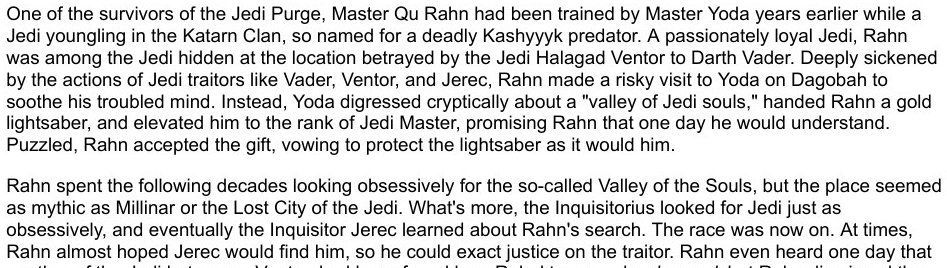 One of the survivors of the Jedi Purge, Master Qu Rahn had been trained by Master Yoda years earlier while a
Jedi youngling in the Katarn Clan, so named for a deadly Kashyyyk predator. A passionately loyal Jedi, Rahn
was among the Jedi hidden at the location betrayed by the Jedi Halagad Ventor to Darth Vader. Deeply sickened
by the actions of Jedi traitors like Vader, Ventor, and Jerec, Rahn made a risky visit to Yoda on Dagobah to
soothe his troubled mind. Instead, Yoda digressed cryptically about a "valley of Jedi souls," handed Rahn a gold
lightsaber, and elevated him to the rank of Jedi Master, promising Rahn that one day he would understand.
Puzzled, Rahn accepted the gift, vowing to protect the lightsaber as it would him.
Rahn spent the following decades looking obsessively for the so-called Valley of the Souls, but the place seemed
as mythic as Millinar or the Lost City of the Jedi. What's more, the Inquisitorius looked for Jedi just as
obsessively, and eventually the Inquisitor Jerec learned about Rahn's search. The race was now on. At times,
Rahn almost hoped Jerec would find him, so he could exact justice on the traitor. Rahn even heard one day that